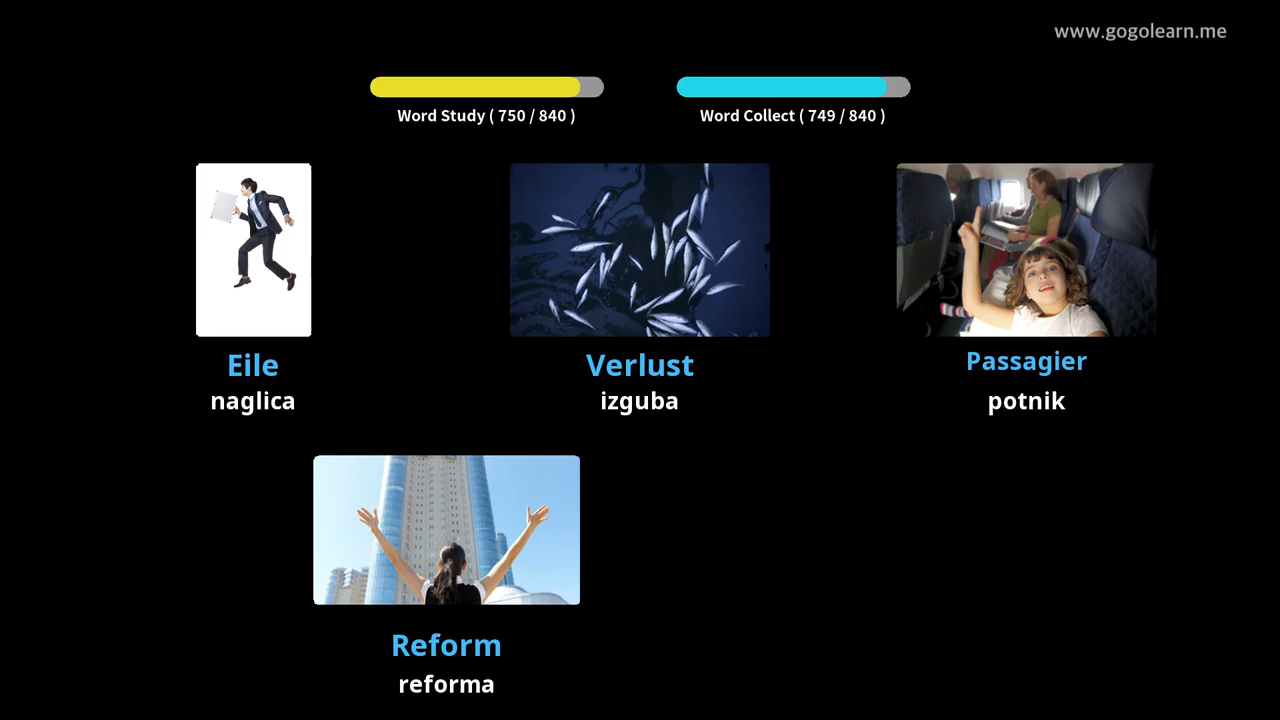 www.gogolearn.me
Word Study ( 750 / 840 )
Word Collect ( 749 / 840 )
Eile
naglica
Verlust
izguba
Passagier
potnik
Reform
reforma